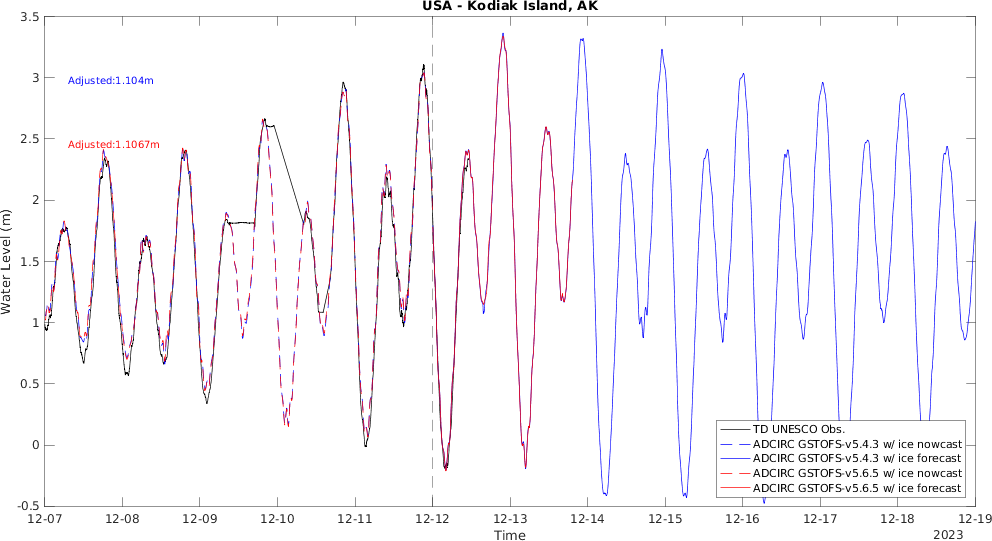 USA - Kodiak Island, AK
3.5
3
2.5
2
1.5
1
0.5
0
-0.5
Water Level (m)
Adjusted:1.104m
Adjusted:1.1067m
TD UNESCO Obs.
ADCIRC GSTOFS-v5.4.3 w/ ice nowcast
ADCIRC GSTOFS-v5.4.3 w/ ice forecast
ADCIRC GSTOFS-v5.6.5 w/ ice nowcast
ADCIRC GSTOFS-v5.6.5 w/ ice forecast
12-07 12-08 12-09 12-10 12-11 12-12 12-13 12-14 12-15 12-16 12-17 12-18 12-19
Time
2023